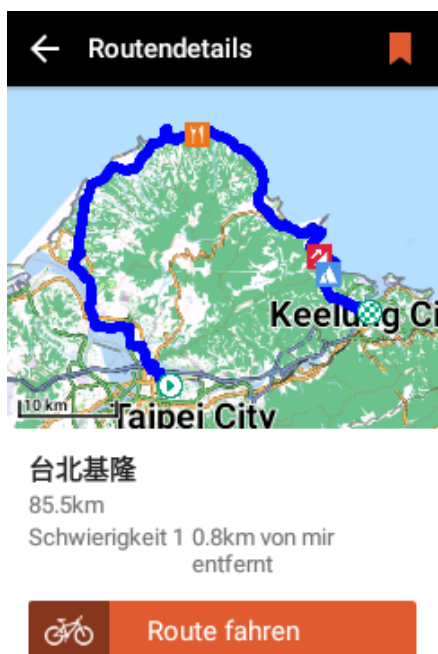 Routendetails
Keelung Ci
10 km
Taipei City
台北基隆
85.5km
Schwierigkeit 1 0.8km von mir
entfernt
Route fahren